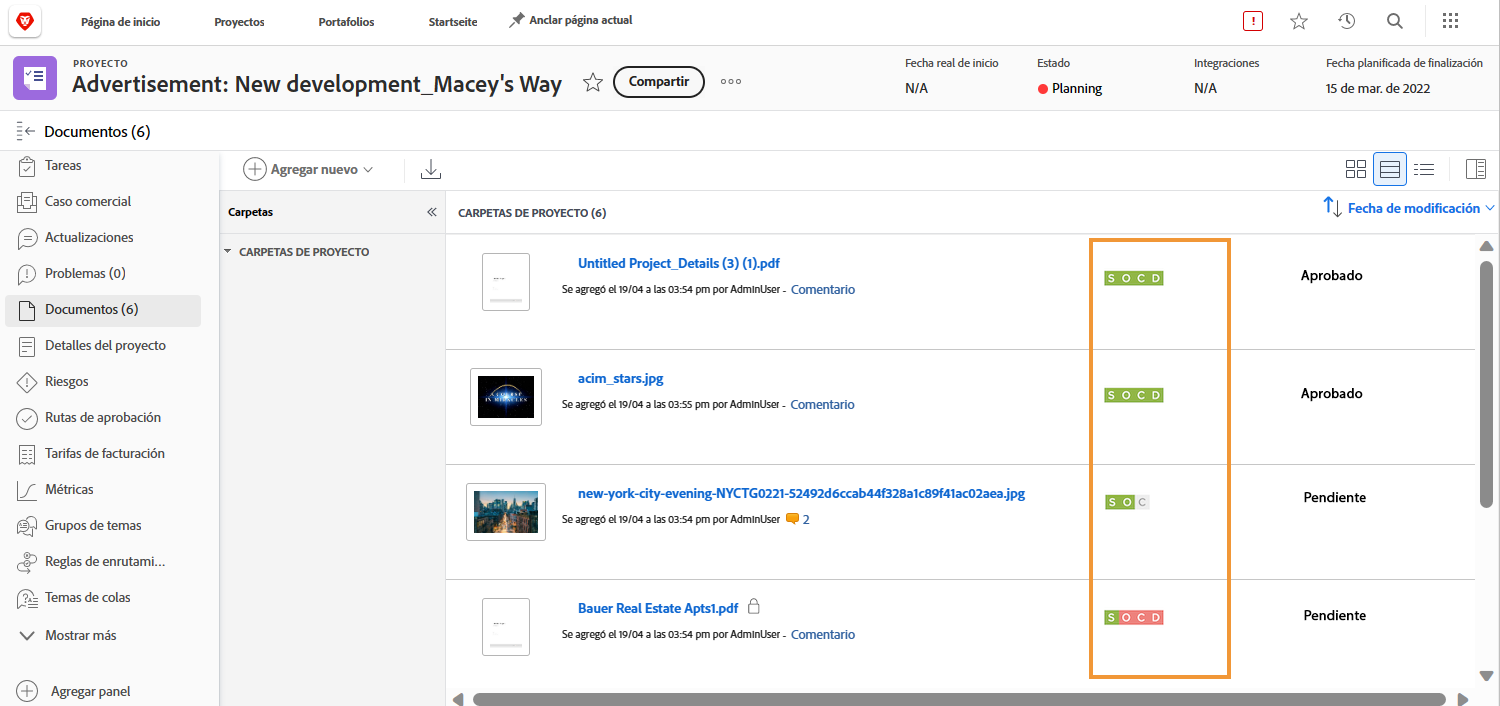 Página de inicio
Proyectos
Portafolios
Startseite
Anclar página actual
PROYECTO
Advertisement: New development_Macey's Way
Compartir
Fecha real de inicio
N/A
Estado
Planning
Integraciones
N/A
Fecha planificada de finalización
15 de mar. de 2022
Documentos (6)
Tareas
Caso comercial
Actualizaciones
Problemas (0)
Documentos (6)
Detalles del proyecto
Riesgos
Rutas de aprobación
Tarifas de facturación
Métricas
Grupos de temas
Reglas de enrutami...
Temas de colas
Mostrar más
Agregar panel
Agregar nuevo
Carpetas
CARPETAS DE PROYECTO
CARPETAS DE PROYECTO (6)
Fecha de modificación
Untitled Project_Details (3) (1).pdf
Se agregó el 19/04 a las 03:54 pm por AdminUser - Comentario
S O C D
Aprobado
A COURSE
IN MIRACLES
acim_stars.jpg
Se agregó el 19/04 a las 03:55 pm por AdminUser - Comentario
S O C D
Aprobado
new-york-city-evening-NYCTG0221-52492d6ccab44f328a1c89f41ac02aea.jpg
Se agregó el 19/04 a las 03:54 pm por AdminUser 2
S O C
Pendiente
Bauer Real Estate Apts1.pdf
Se agregó el 19/04 a las 03:54 pm por AdminUser - Comentario
S O C D
Pendiente